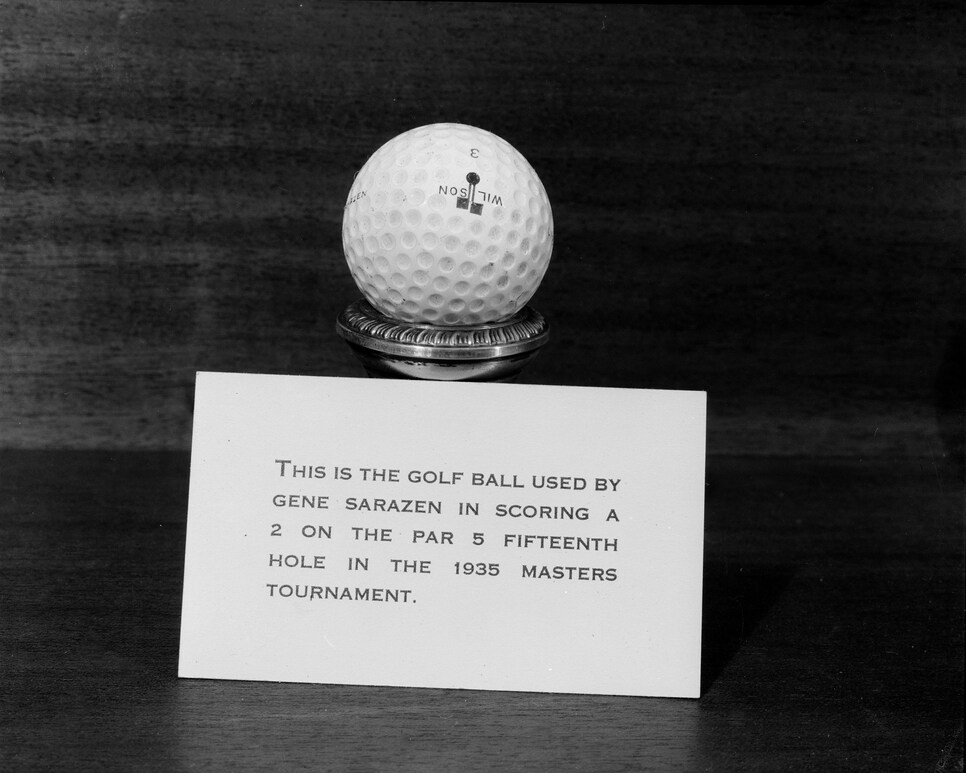 3
WILSON
AZEN
THIS IS THE GOLF BALL USED BY
GENE SARAZEN IN SCORING A
2 ON THE PAR 5 FIFTEENTH
HOLE IN THE 1935 MASTERS
TOURNAMENT.